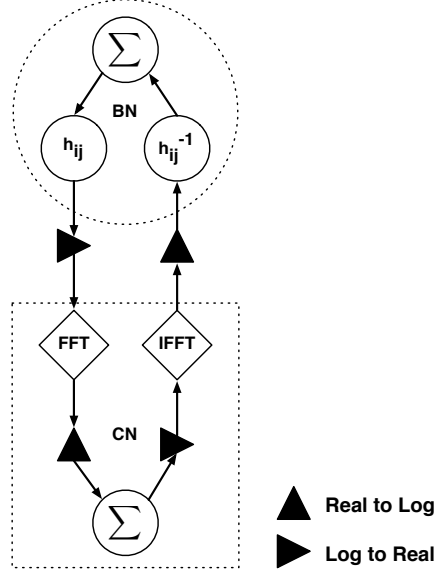 Σ
BN
hij
hij-1
FFT
IFFT
CN
Σ
Real to Log
Log to Real